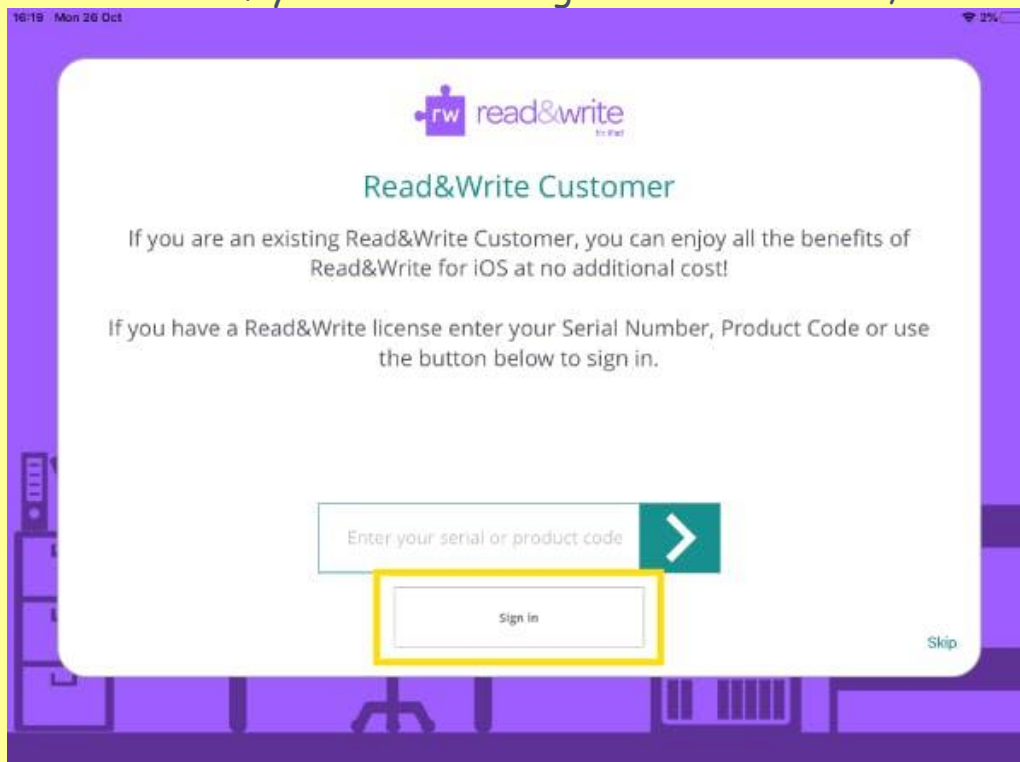 16:19 Mon 26 Oct
2%
rw read&write
for iPad
Read&Write Customer
If you are an existing Read&Write Customer, you can enjoy all the benefits of
Read&Write for iOS at no additional cost!
If you have a Read&Write license enter your Serial Number, Product Code or use
the button below to sign in.
Enter your serial or product code
Sign in
Skip